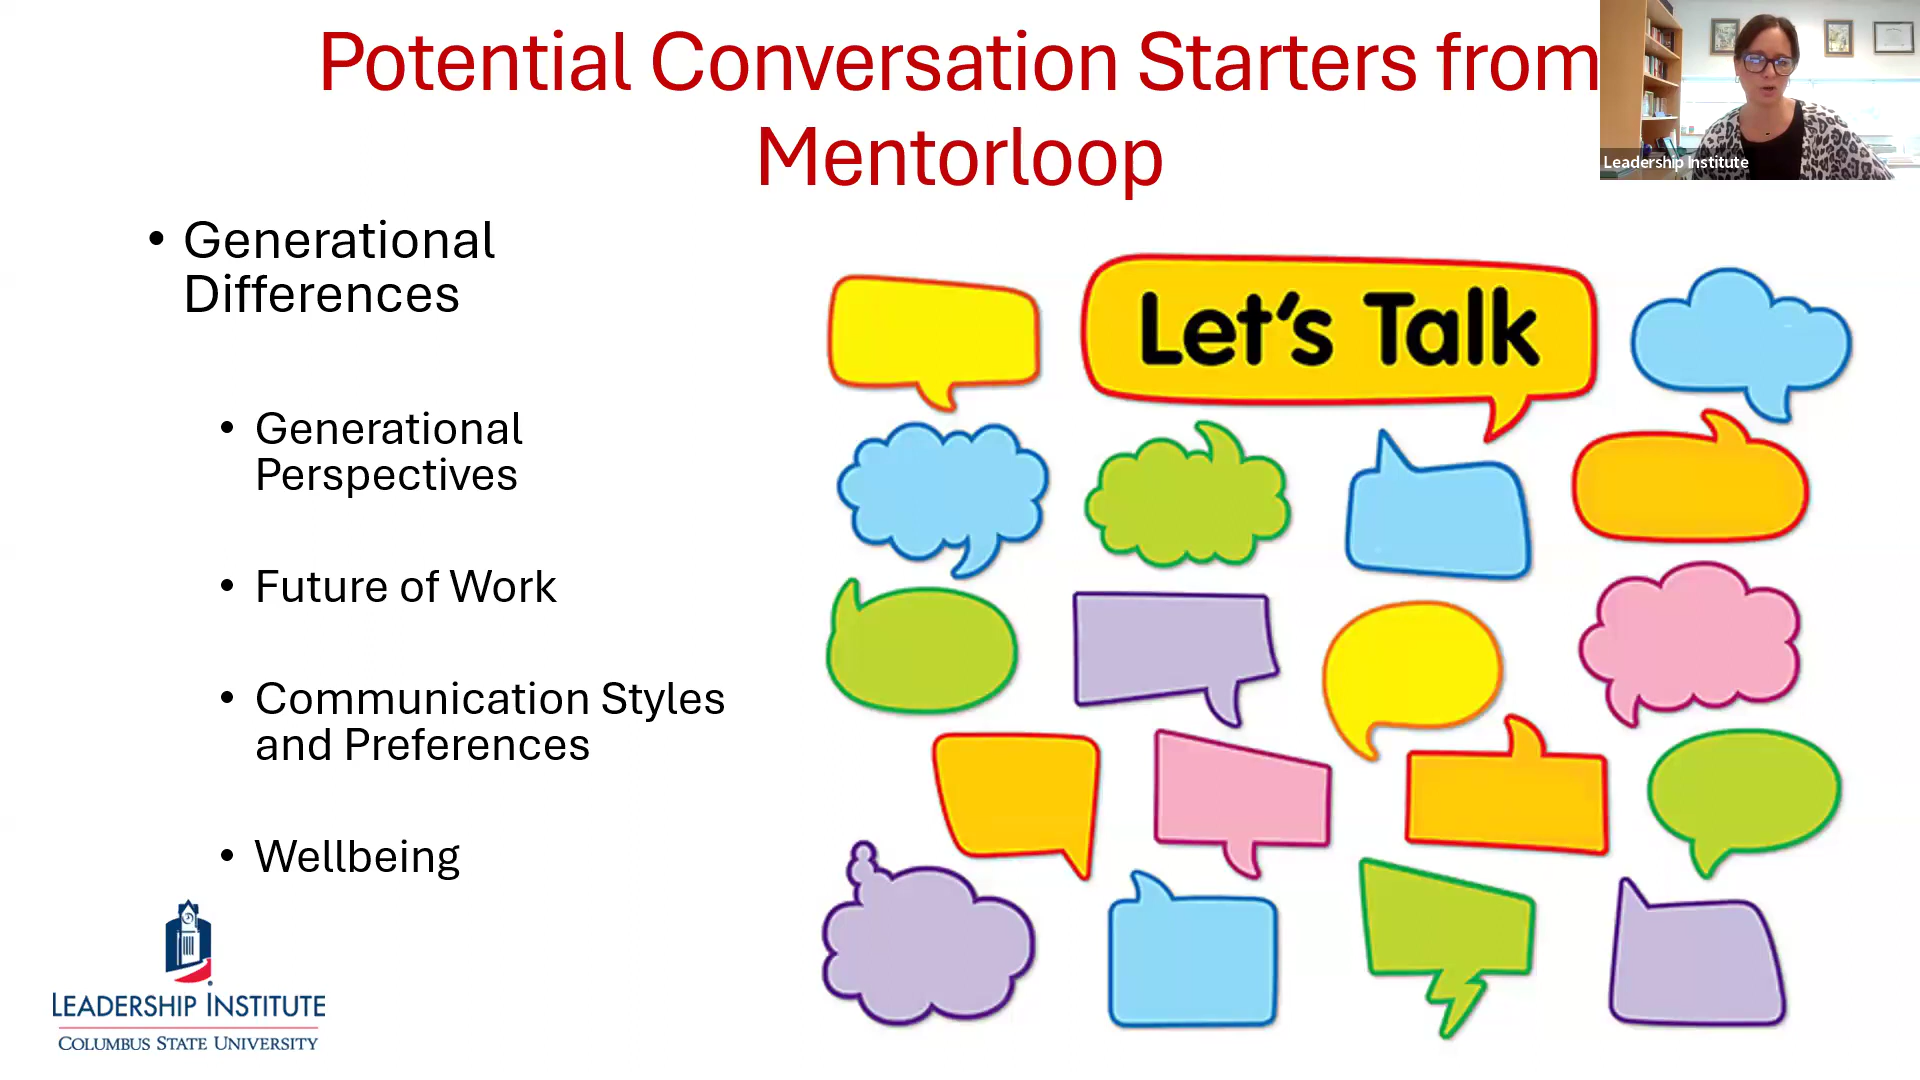 Potential Conversation Starters from
Mentorloop
Leadership Institute
• Generational
Differences
• Generational
Perspectives
• Future of Work
• Communication Styles
and Preferences
• Wellbeing
Let's Talk
LEADERSHIP INSTITUTE
COLUMBUS STATE UNIVERSITY